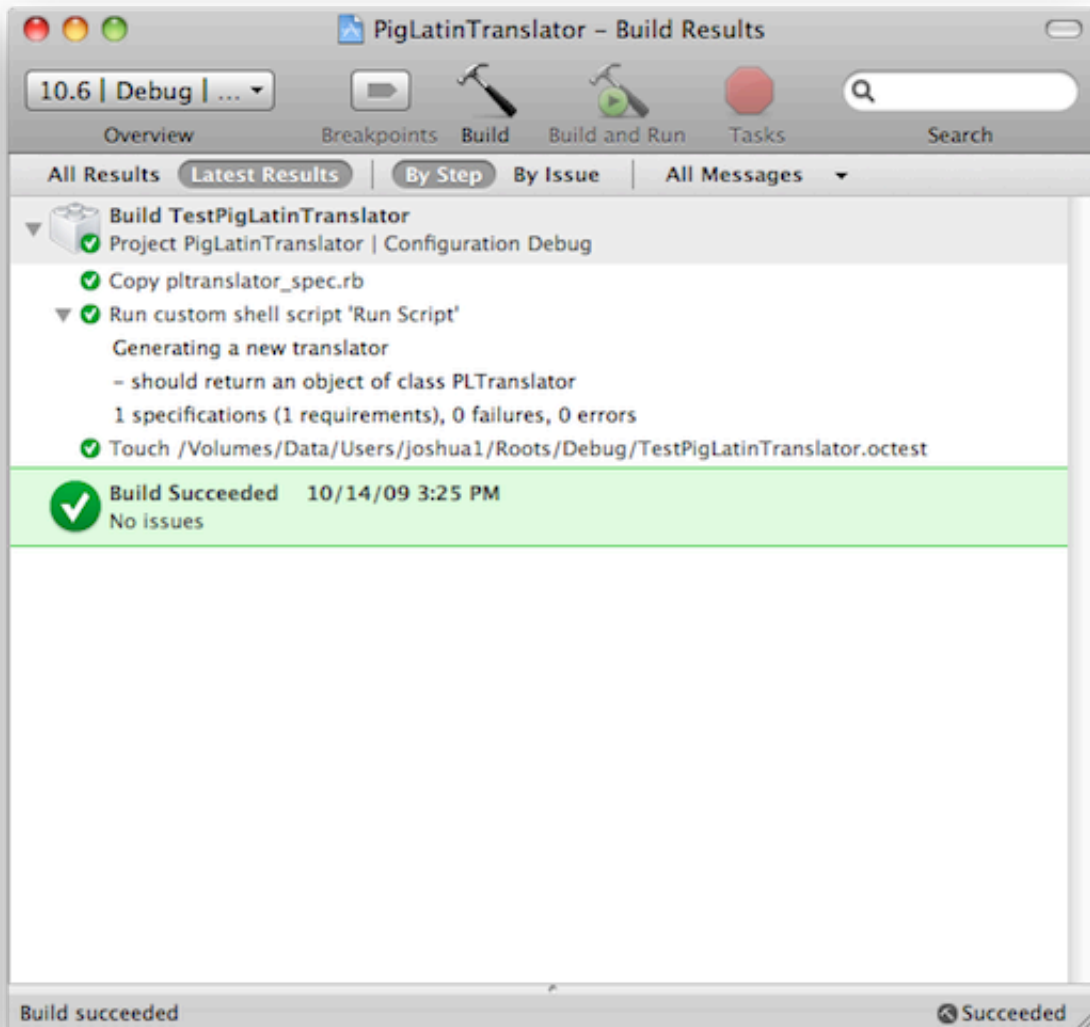 PigLatinTranslator – Build Results
10.6 | Debug | ...
Overview Breakpoints Build Build and Run Tasks Search
All Results Latest Results By Step By Issue All Messages
Build TestPigLatinTranslator
Project PigLatinTranslator | Configuration Debug
Copy pltranslator_spec.rb
Run custom shell script 'Run Script'
Generating a new translator
- should return an object of class PLTranslator
1 specifications (1 requirements), 0 failures, 0 errors
Touch /Volumes/Data/Users/joshua1/Roots/Debug/TestPigLatinTranslator.octest
Build Succeeded 10/14/09 3:25 PM
No issues
Build succeeded Succeeded